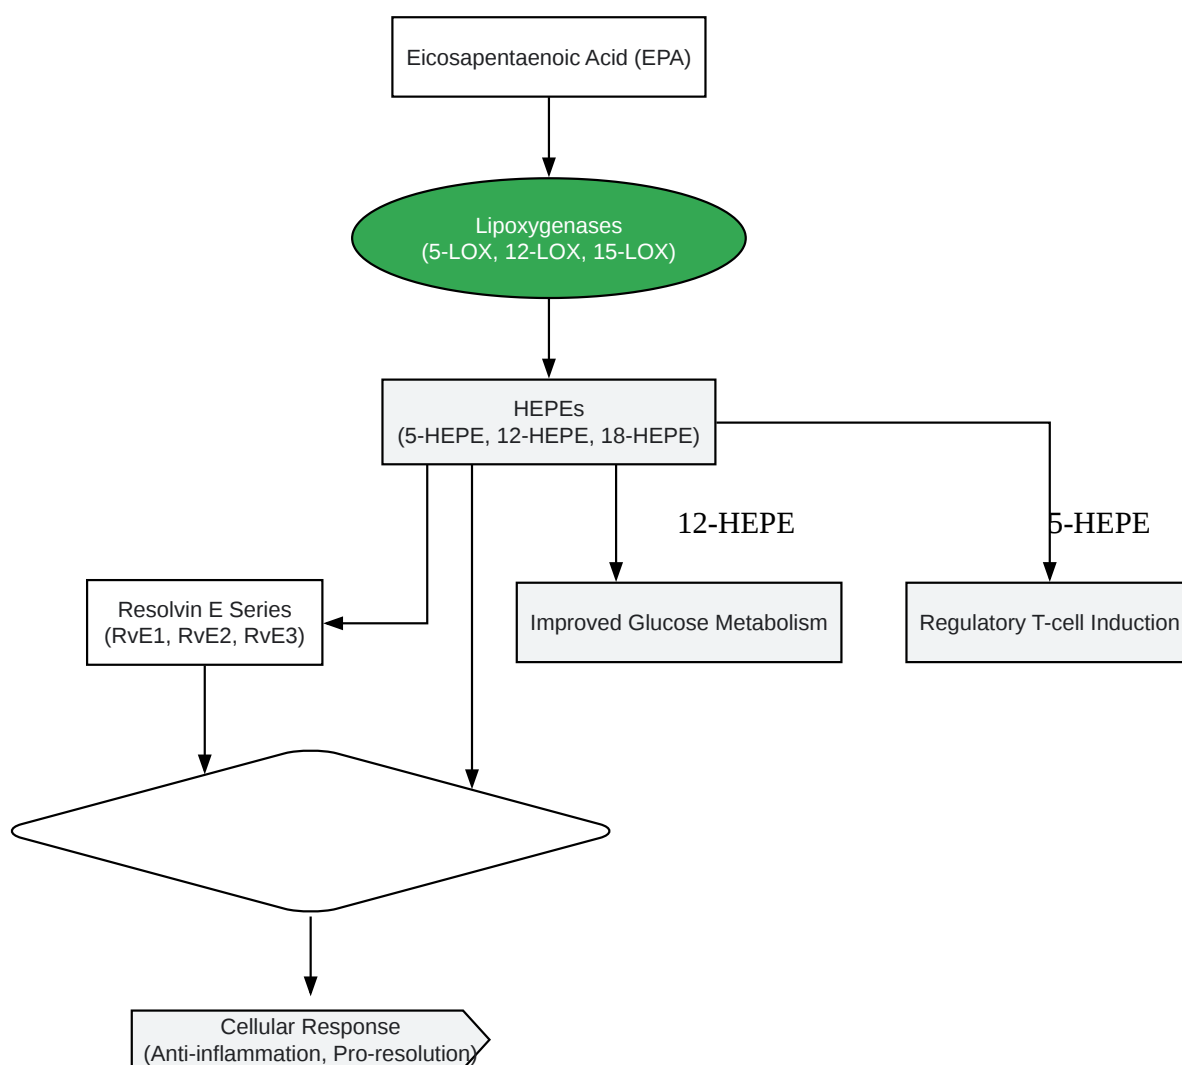 Eicosapentaenoic Acid (EPA)
Lipoxygenases
(5-LOX, 12-LOX, 15-LOX)
HEPEs
(5-HEPE, 12-HEPE, 18-HEPE)
12-HEPE
5-HEPE
Resolvin E Series
(RvE1, RvE2, RvE3)
Improved Glucose Metabolism
Regulatory T-cell Induction
Cellular Response
(Anti-inflammation, Pro-resolution)